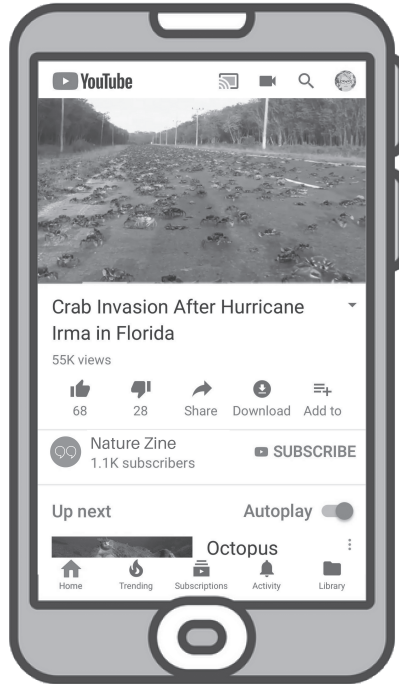 YouTube
Crab Invasion After Hurricane
Irma in Florida
55K views
68
28
Share
Download
Add to
Nature Zine
1.1K subscribers
SUBSCRIBE
Up next
Autoplay
Octopus
Home
Trending
Subscriptions
Activity
Library